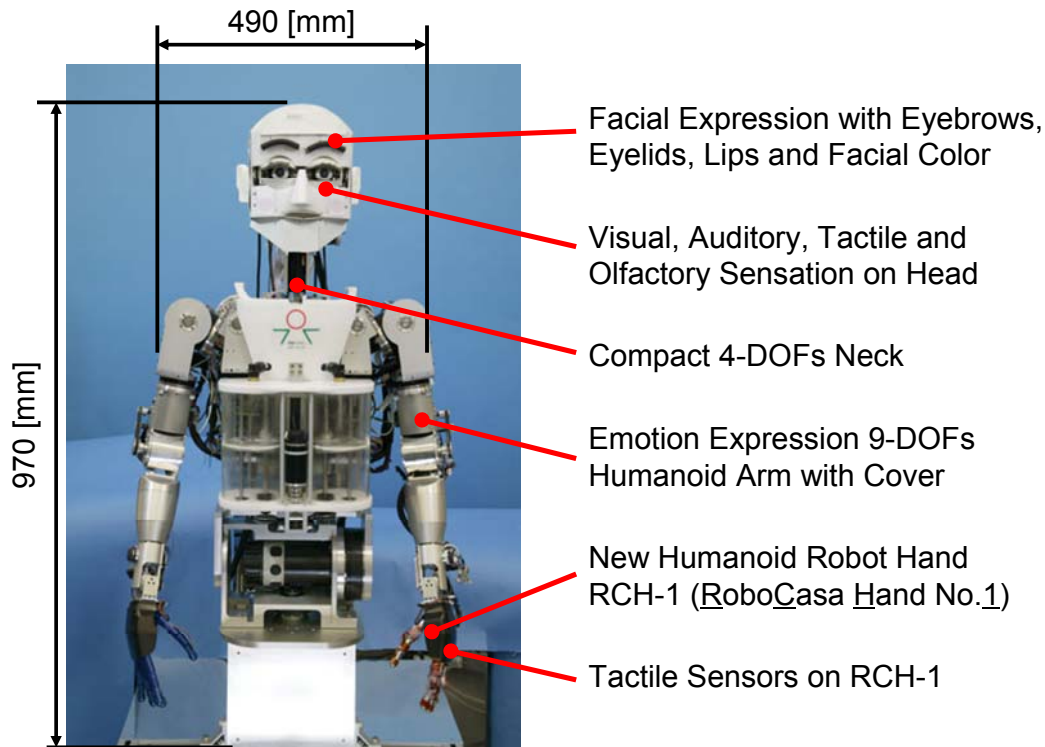 490 [mm]
970 [mm]
Facial Expression with Eyebrows,
Eyelids, Lips and Facial Color
Visual, Auditory, Tactile and
Olfactory Sensation on Head
Compact 4-DOFs Neck
Emotion Expression 9-DOFs
Humanoid Arm with Cover
New Humanoid Robot Hand
RCH-1 (RoboCasa Hand No.1)
Tactile Sensors on RCH-1